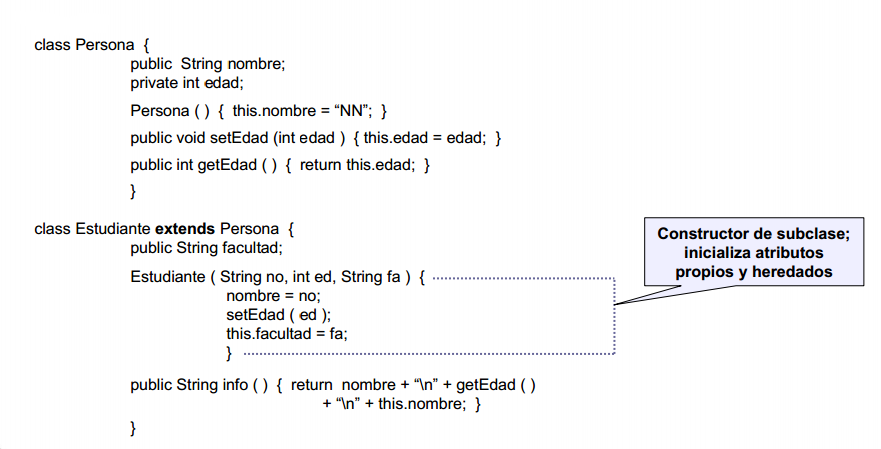 class Persona {
public String nombre;
private int edad;
Persona ( ) { this.nombre = “NN”; }
public void setEdad (int edad ) { this.edad = edad; }
public int getEdad ( ) { return this.edad; }
}
class Estudiante extends Persona {
public String facultad;
Estudiante ( String no, int ed, String fa ) {
nombre = no;
setEdad ( ed );
this.facultad = fa;
}
public String info ( ) { return nombre + “\n” + getEdad ( )
+ “\n” + this.nombre; }
}
Constructor de subclase;
inicializa atributos
propios y heredados